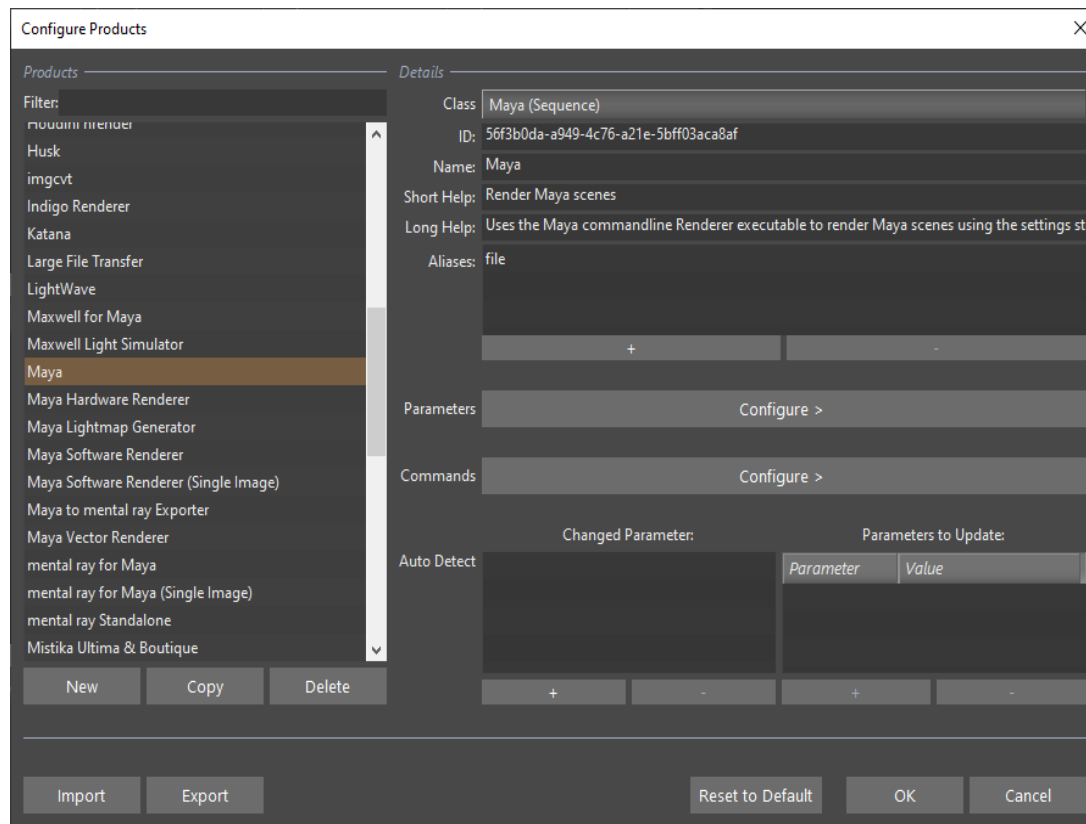 Configure Products
Products
Filter:
Houdini hrender
Husk
imgcvt
Indigo Renderer
Katana
Large File Transfer
LightWave
Maxwell for Maya
Maxwell Light Simulator
Maya
Maya Hardware Renderer
Maya Lightmap Generator
Maya Software Renderer
Maya Software Renderer (Single Image)
Maya to mental ray Exporter
Maya Vector Renderer
mental ray for Maya
mental ray for Maya (Single Image)
mental ray Standalone
Mistika Ultima & Boutique
New Copy Delete
Details
Class Maya (Sequence)
ID: 56f3b0da-a949-4c76-a21e-5bff03aca8af
Name: Maya
Short Help: Render Maya scenes
Long Help: Uses the Maya commandline Renderer executable to render Maya scenes using the settings st
Aliases: file
+ -
Parameters Configure >
Commands Configure >
Changed Parameter: Parameters to Update:
Auto Detect Parameter Value
+ - + -
Import Export Reset to Default OK Cancel